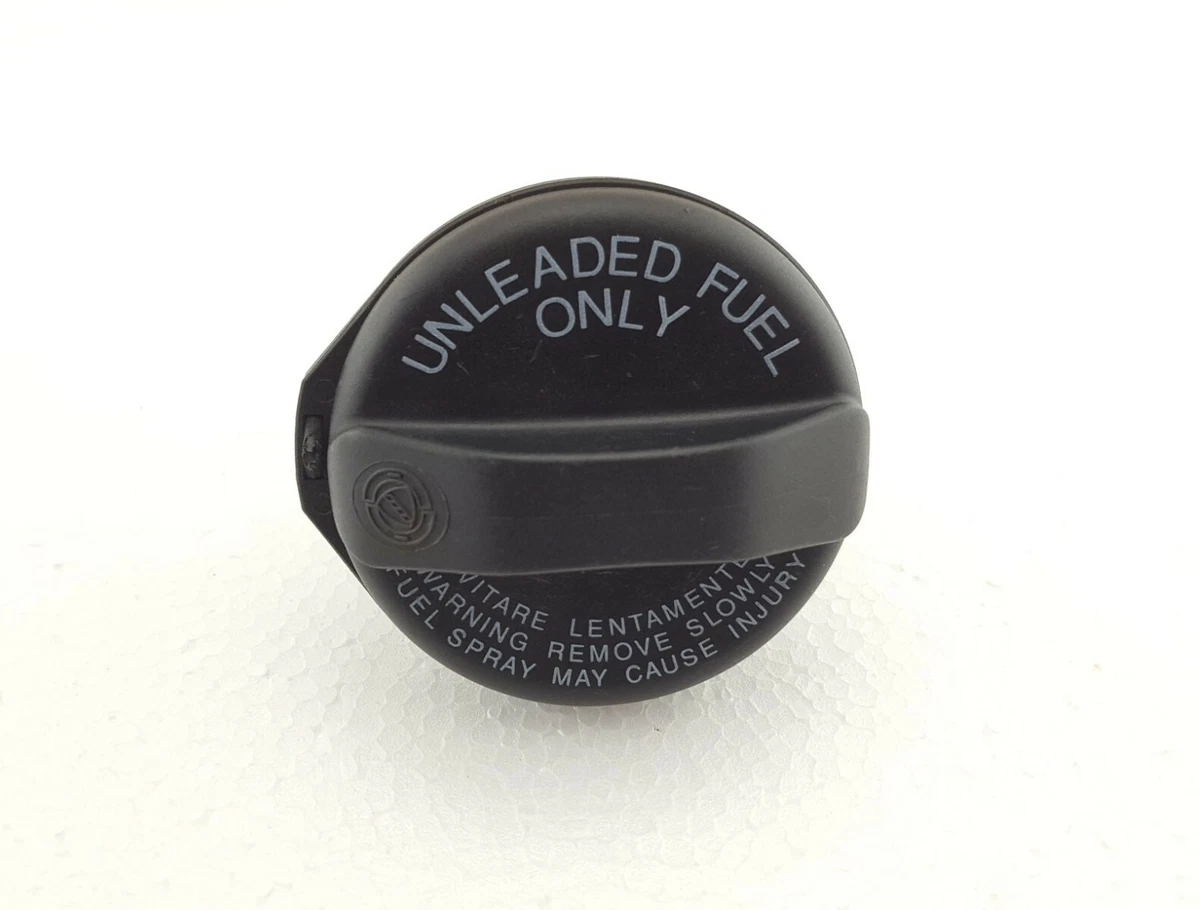 UNLEADED FUEL
ONLY
VITARE LENTAMENTE
WARNING REMOVE SLOWLY
FUEL SPRAY MAY CAUSE INJURY